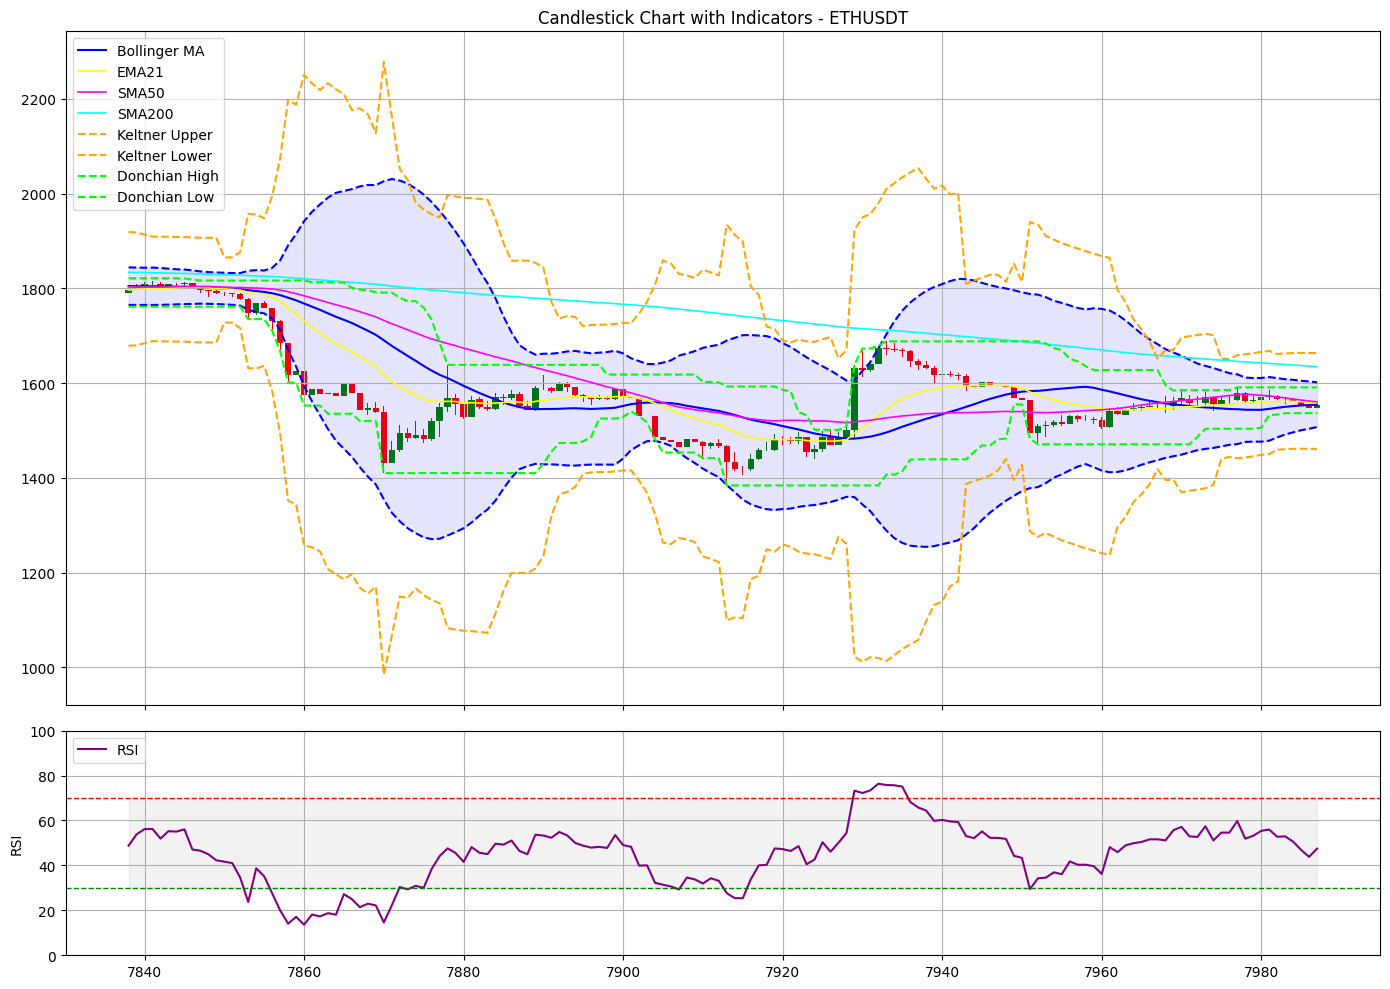 Candlestick Chart with Indicators - ETHUSDT
Bollinger MA
EMA21
SMA50
SMA200
Keltner Upper
Keltner Lower
Donchian High
Donchian Low
2200
2000
1800
1600
1400
1200
1000
RSI
100
80
60
40
20
0
RSI
7840 7860 7880 7900 7920 7940 7960 7980